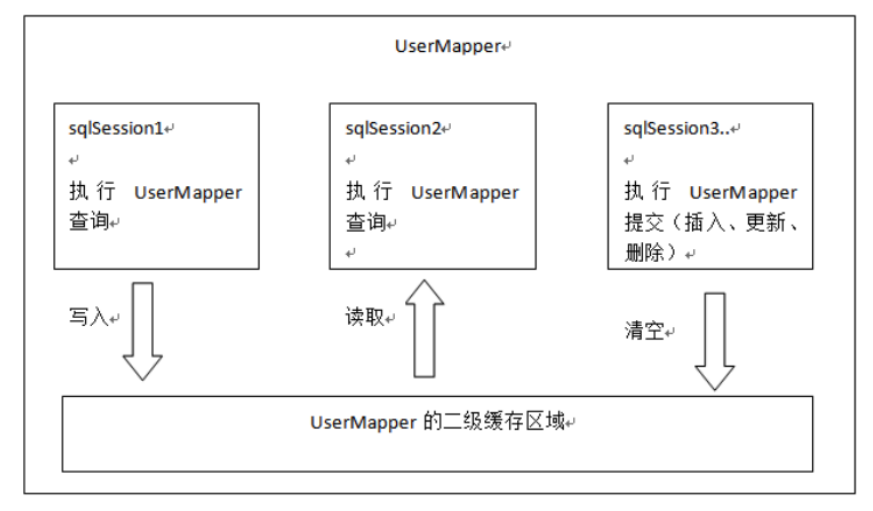 UserMapper↵
sqlSession1↵
↵
执行 UserMapper
查询↵
sqlSession2↵
↵
执行 UserMapper
查询↵
↵
sqlSession3..↵
↵
执行 UserMapper
提交（插入、更新、
删除）↵
写入↵
读取↵
清空↵
UserMapper 的二级缓存区域↵